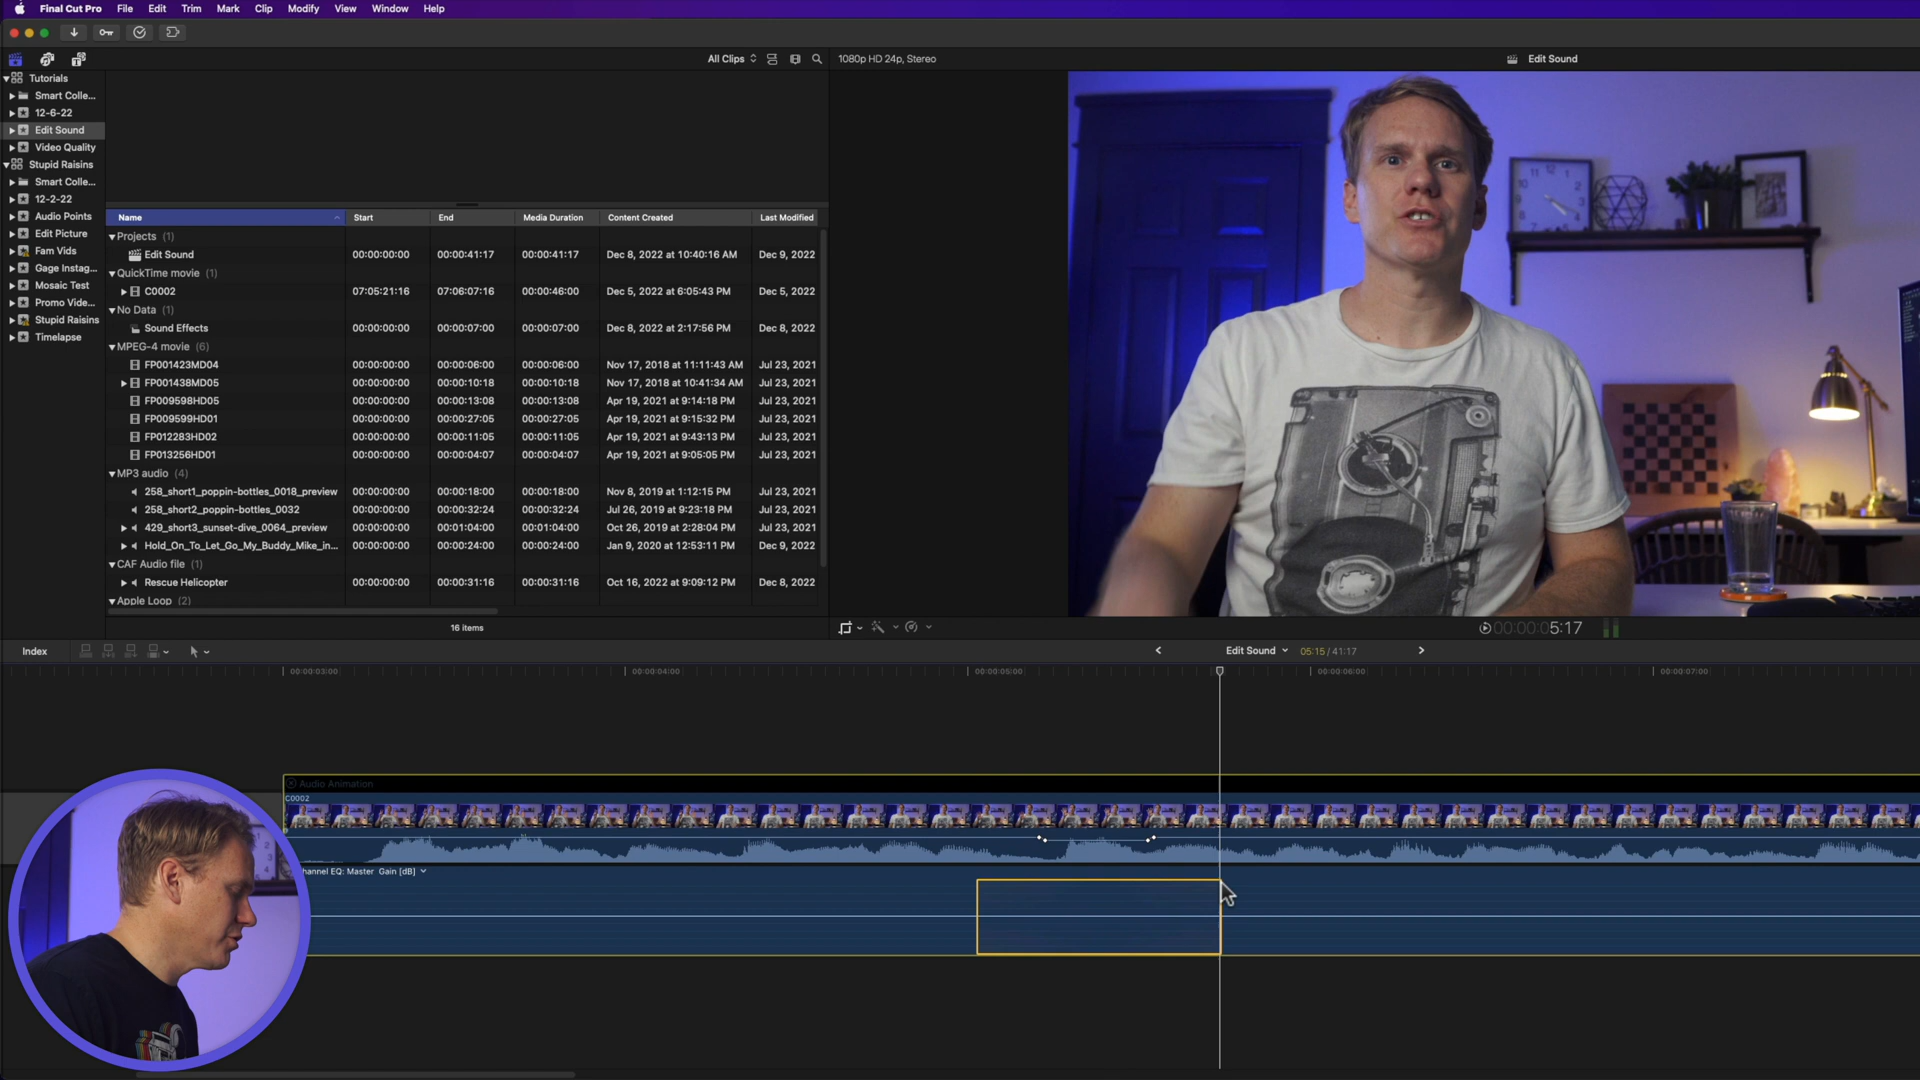 Final Cut Pro File Edit Trim Mark Clip Modify View Window Help
All Clips
1080p HD 24p, Stereo
Edit Sound
Tutorials
Smart Colle...
12-6-22
Edit Sound
Video Quality
Stupid Raisins
Smart Colle...
12-2-22
Audio Points
Edit Picture
Fam Vids
Gage Instag...
Mosaic Test
Promo Vide...
Stupid Raisins
Timelapse
Name Start End Media Duration Content Created Last Modified
Projects (1)
Edit Sound 00:00:00:00 00:00:41:17 00:00:41:17 Dec 8, 2022 at 10:40:16 AM Dec 9, 2022
QuickTime movie (1)
C0002 07:05:21:16 07:06:07:16 00:00:46:00 Dec 5, 2022 at 6:05:43 PM Dec 5, 2022
No Data (1)
Sound Effects 00:00:00:00 00:00:07:00 00:00:07:00 Dec 8, 2022 at 2:17:56 PM Dec 8, 2022
MPEG-4 movie (6)
FP001423MD04 00:00:00:00 00:00:06:00 00:00:06:00 Nov 17, 2018 at 11:11:43 AM Jul 23, 2021
FP001438MD05 00:00:00:00 00:00:10:18 00:00:10:18 Nov 17, 2018 at 10:41:34 AM Jul 23, 2021
FP009598HD05 00:00:00:00 00:00:13:08 00:00:13:08 Apr 19, 2021 at 9:14:18 PM Jul 23, 2021
FP009599HD01 00:00:00:00 00:00:27:05 00:00:27:05 Apr 19, 2021 at 9:15:32 PM Jul 23, 2021
FP012283HD02 00:00:00:00 00:00:11:05 00:00:11:05 Apr 19, 2021 at 9:43:13 PM Jul 23, 2021
FP013256HD01 00:00:00:00 00:00:04:07 00:00:04:07 Apr 19, 2021 at 9:05:05 PM Jul 23, 2021
MP3 audio (4)
258_short1_poppin-bottles_0018_preview 00:00:00:00 00:00:18:00 00:00:18:00 Nov 8, 2019 at 1:12:15 PM Jul 23, 2021
258_short2_poppin-bottles_0032 00:00:00:00 00:00:32:24 00:00:32:24 Jul 26, 2019 at 9:23:18 PM Jul 23, 2021
429_short3_sunset-dive_0064_preview 00:00:00:00 00:01:04:00 00:01:04:00 Oct 26, 2019 at 2:28:04 PM Jul 23, 2021
Hold_On_To_Let_Go_My_Buddy_Mike_in... 00:00:00:00 00:00:24:00 00:00:24:00 Jan 9, 2020 at 12:53:11 PM Dec 9, 2022
CAF Audio file (1)
Rescue Helicopter 00:00:00:00 00:00:31:16 00:00:31:16 Oct 16, 2022 at 9:09:12 PM Dec 8, 2022
Apple Loop (2)
16 items
00:00:05:17
Index
Edit Sound 05:15 / 41:17
00:00:03:00 00:00:04:00 00:00:05:00 00:00:06:00 00:00:07:00
Audio Animation
C0002
hannel EQ: Master Gain [dB]